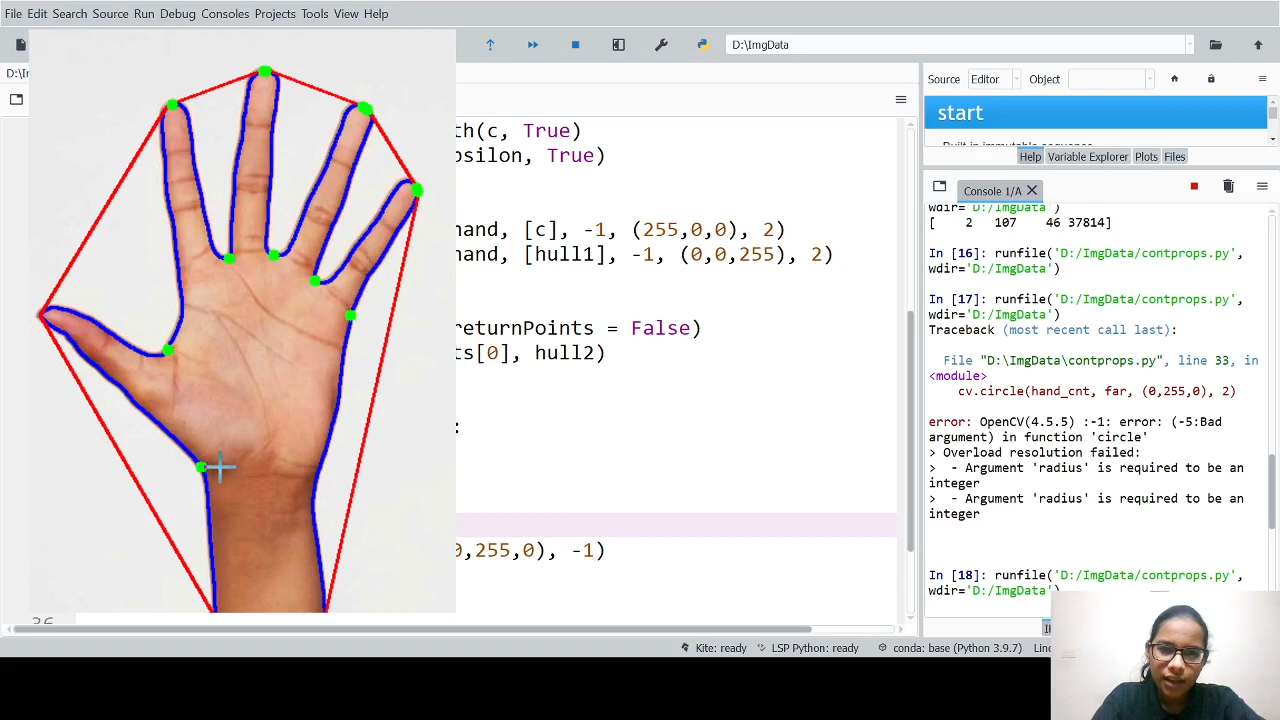 File Edit Search Source Run Debug Consoles Projects Tools View Help
D:\ImgData
Source Editor Object
start
Help Variable Explorer Plots Files
Console 1/A
th(c, True)
psilon, True)
hand, [c], -1, (255,0,0), 2)
hand, [hull1], -1, (0,0,255), 2)
returnPoints = False)
ts[0], hull2)
:
0,255,0), -1)
wdir='D:/ImgData')
[ 2 107 46 37814]
In [16]: runfile('D:/ImgData/contprops.py',
wdir='D:/ImgData')
In [17]: runfile('D:/ImgData/contprops.py',
wdir='D:/ImgData')
Traceback (most recent call last):
File "D:\ImgData\contprops.py", line 33, in
<module>
cv.circle(hand_cnt, far, (0,255,0), 2)
error: OpenCV(4.5.5) :-1: error: (-5:Bad
argument) in function 'circle'
> Overload resolution failed:
> - Argument 'radius' is required to be an
integer
> - Argument 'radius' is required to be an
integer
In [18]: runfile('D:/ImgData/contprops.py',
wdir='D:/ImgData')
Kite: ready LSP Python: ready conda: base (Python 3.9.7) Line